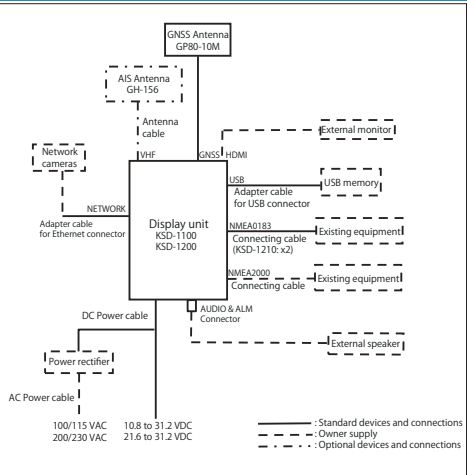 GNSS Antenna
GP80-10M
AIS Antenna
GH-156
Antenna
cable
External monitor
Network
cameras
VHF
GNSS
HDMI
USB
Adapter cable
for USB connector
USB memory
NETWORK
Adapter cable
for Ethemet connector
Display unit
KSD-1100
KSD-1200
NMEA0183
Connecting cable
(KSD-1210: x2)
Existing equipment
NMEA2000
Connecting cable
Existing equipment
DC Power cable
AUDIO & ALM
Connector
Power rectifier
External speaker
AC Power cable
100/115 VAC
200/230 VAC
10.8 to 31.2 VDC
21.6 to 31.2 VDC
: Standard devices and connections
: Owner supply
: Optional devices and connections